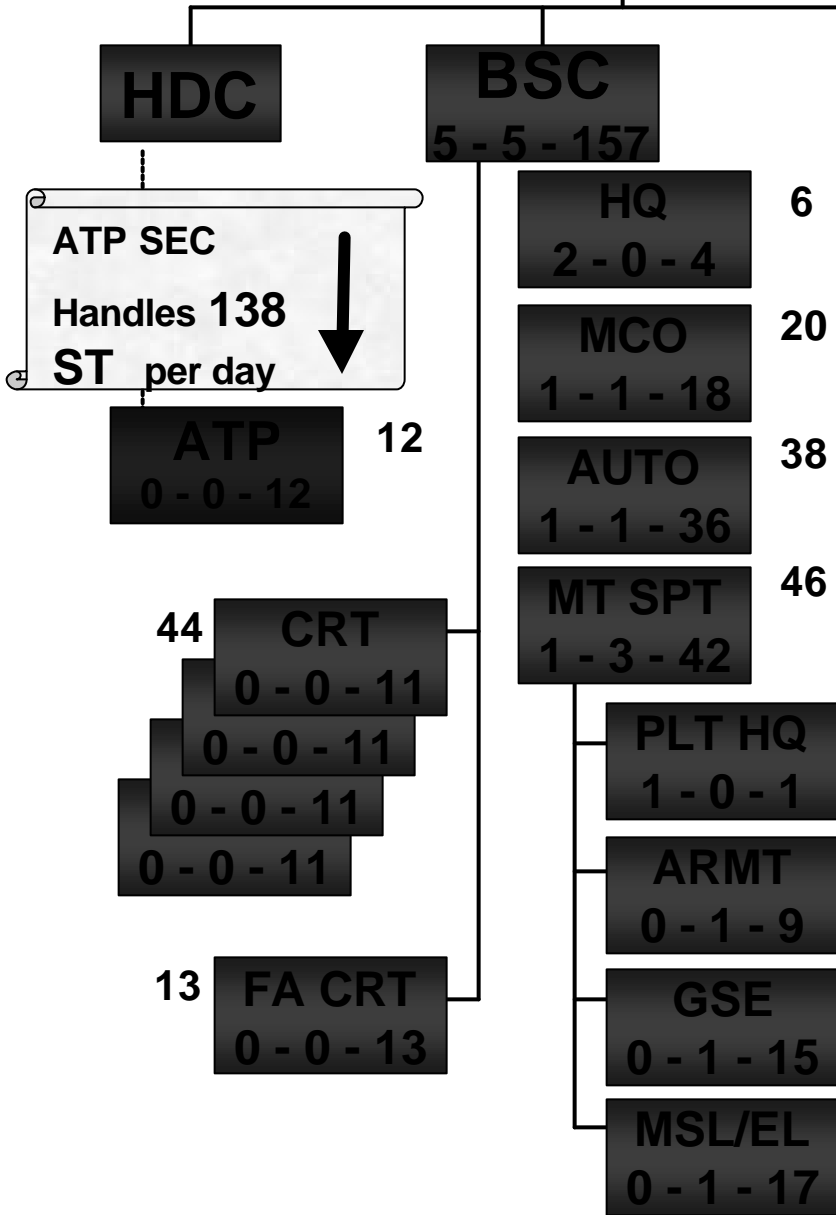 HDC
BSC
5 - 5 - 157
ATP SEC
Handles 138
ST per day
ATP
0 - 0 - 12
12
HQ
2 - 0 - 4
6
MCO
1 - 1 - 18
20
AUTO
1 - 1 - 36
38
MT SPT
1 - 3 - 42
46
44
CRT
0 - 0 - 11
0 - 0 - 11
0 - 0 - 11
0 - 0 - 11
13
FA CRT
0 - 0 - 13
PLT HQ
1 - 0 - 1
ARMT
0 - 1 - 9
GSE
0 - 1 - 15
MSL/EL
0 - 1 - 17